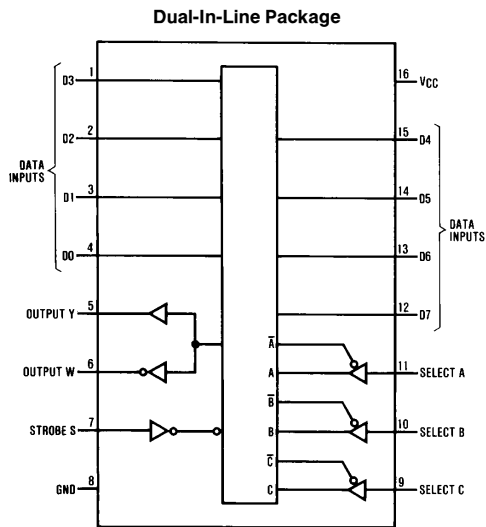 Dual-In-Line Package
D3 1
16 VCC
D2 2
15 D4
DATA
INPUTS
D1 3
14 D5
DATA
INPUTS
D0 4
13 D6
OUTPUT Y 5
12 D7
A̅
OUTPUT W 6
A
11 SELECT A
B̅
STROBE S 7
B
10 SELECT B
C̅
GND 8
C
9 SELECT C